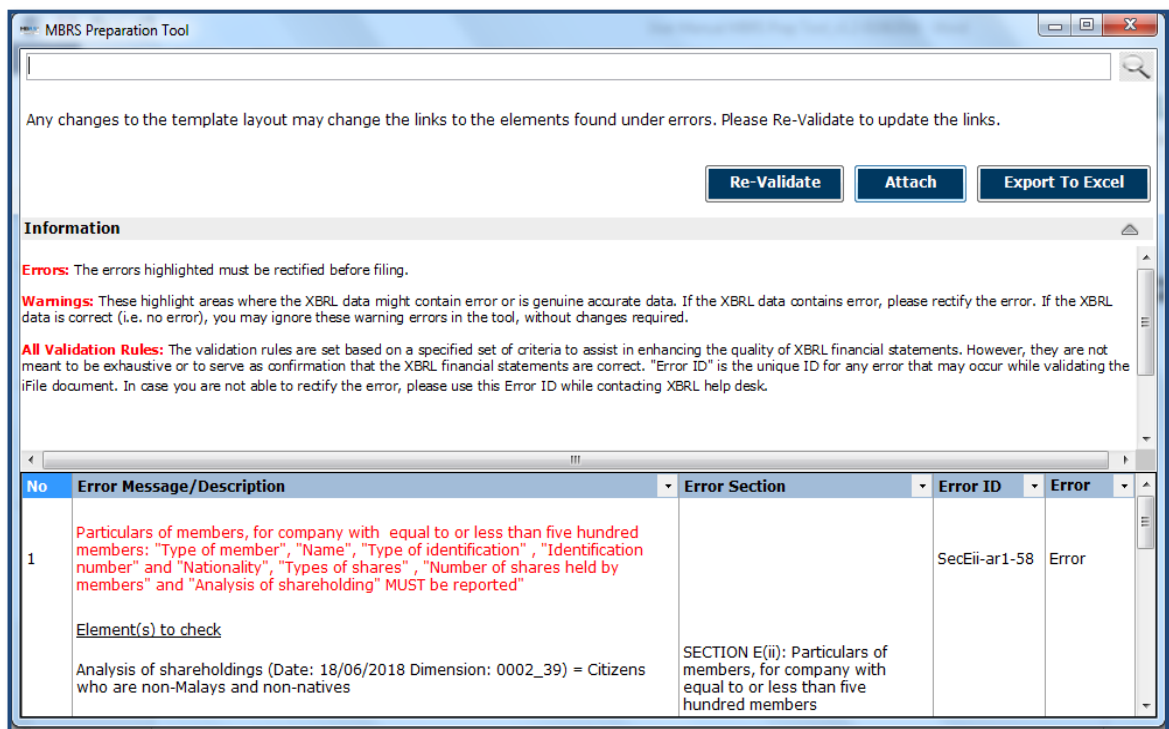 MBRS Preparation Tool
Any changes to the template layout may change the links to the elements found under errors. Please Re-Validate to update the links.
Re-Validate
Attach
Export To Excel
Information
Errors: The errors highlighted must be rectified before filing.
Warnings: These highlight areas where the XBRL data might contain error or is genuine accurate data. If the XBRL data contains error, please rectify the error. If the XBRL
data is correct (i.e. no error), you may ignore these warning errors in the tool, without changes required.
All Validation Rules: The validation rules are set based on a specified set of criteria to assist in enhancing the quality of XBRL financial statements. However, they are not
meant to be exhaustive or to serve as confirmation that the XBRL financial statements are correct. "Error ID" is the unique ID for any error that may occur while validating the
iFile document. In case you are not able to rectify the error, please use this Error ID while contacting XBRL help desk.
No
Error Message/Description
Error Section
Error ID
Error
1
Particulars of members, for company with equal to or less than five hundred
members: "Type of member", "Name", "Type of identification" , "Identification
number" and "Nationality", "Types of shares" , "Number of shares held by
members" and "Analysis of shareholding" MUST be reported"
SecEii-ar1-58
Error
Element(s) to check
Analysis of shareholdings (Date: 18/06/2018 Dimension: 0002_39) = Citizens
who are non-Malays and non-natives
SECTION E(ii): Particulars of
members, for company with
equal to or less than five
hundred members